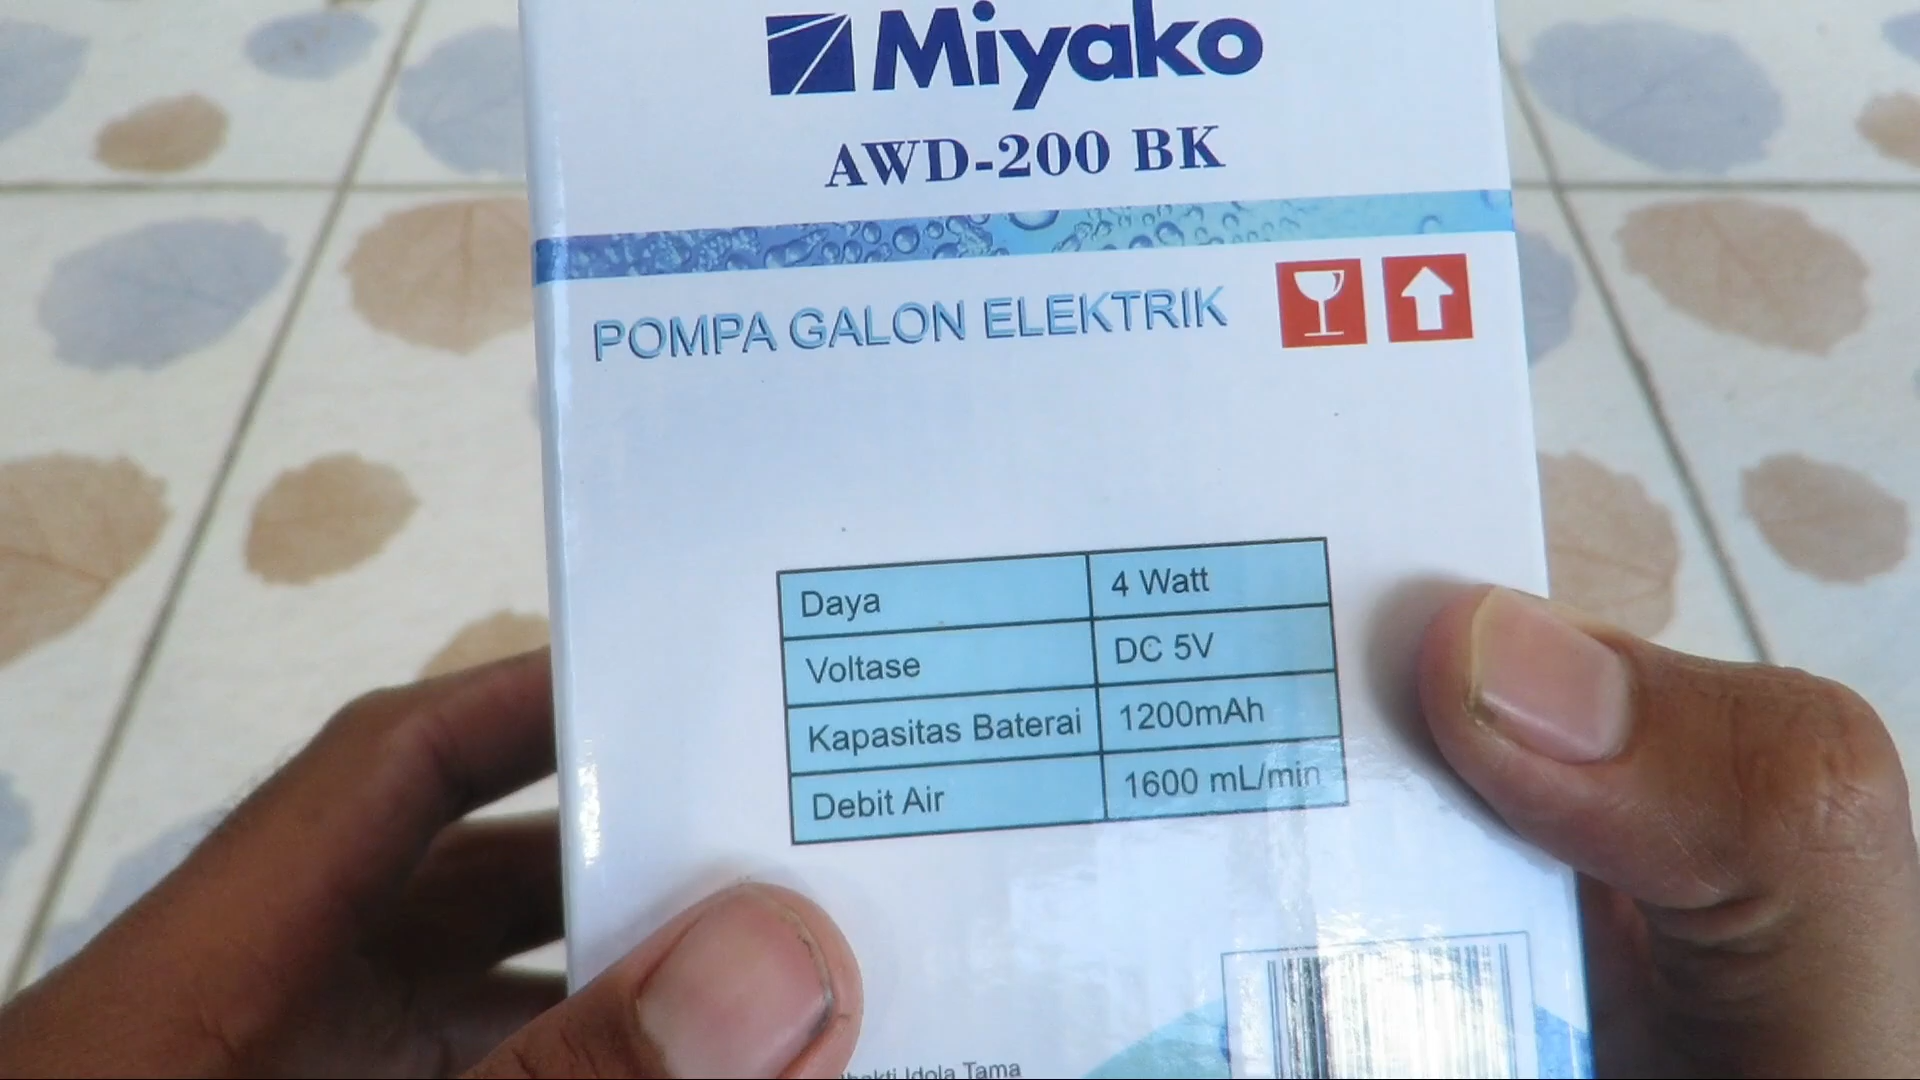 Miyako
AWD-200 BK
POMPA GALON ELEKTRIK
Daya 4 Watt
Voltase DC 5V
Kapasitas Baterai 1200mAh
Debit Air 1600 mL/min
Idola Tama